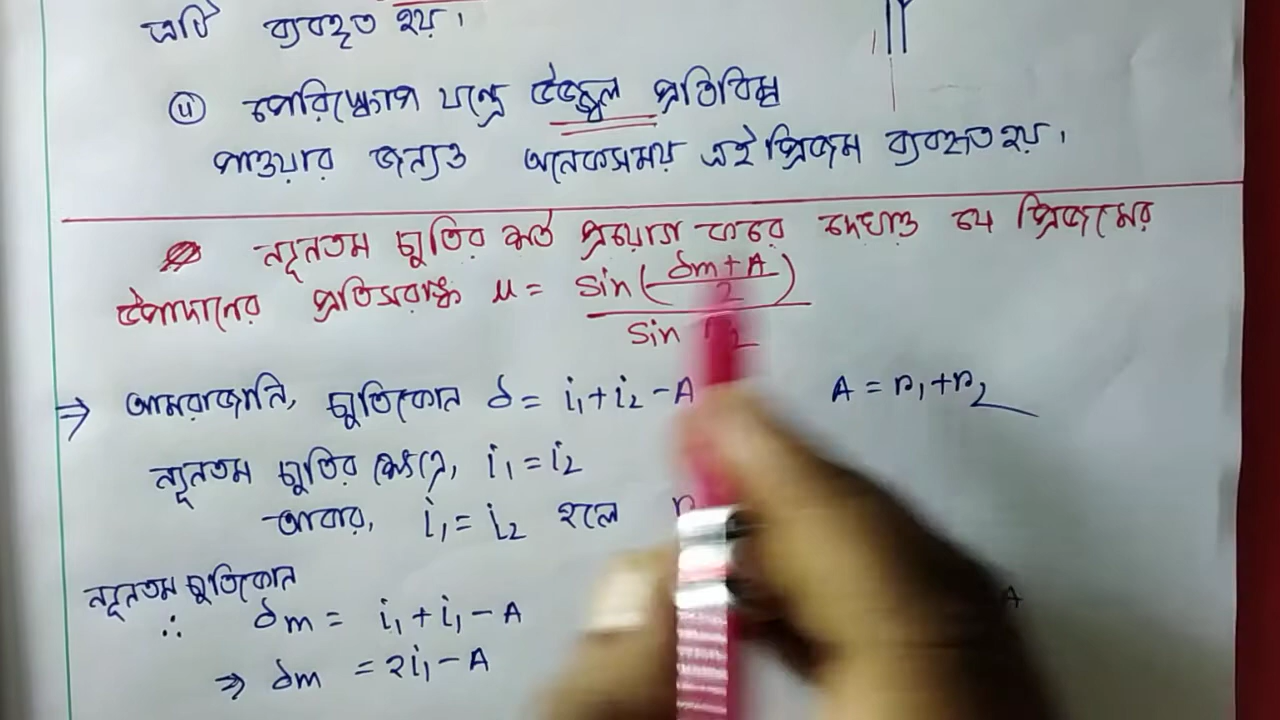 এটি ব্যবহৃত হয়।
ⓘⓘ পেরিস্কোপ যন্ত্রে উজ্জ্বল প্রতিবিম্ব
পাওয়ার জন্যও অনেকসময় এই প্রিজম ব্যবহৃত হয়।
ন্যূনতম চ্যুতির শর্ত প্রয়োগ করে দেখাও যে প্রিজমের
উপাদানের প্রতিসরাঙ্ক μ = sin((δm+A)/2) / sin
⇒ আমরাজানি, চ্যুতিকোন δ = i₁+i₂-A A = r₁+r₂
ন্যূনতম চ্যুতির ক্ষেত্রে, i₁ = i₂
আবার, i₁ = i₂ হলে
ন্যূনতম চ্যুতিকোন
∴ δm = i₁+i₁-A
⇒ δm = 2i₁-A